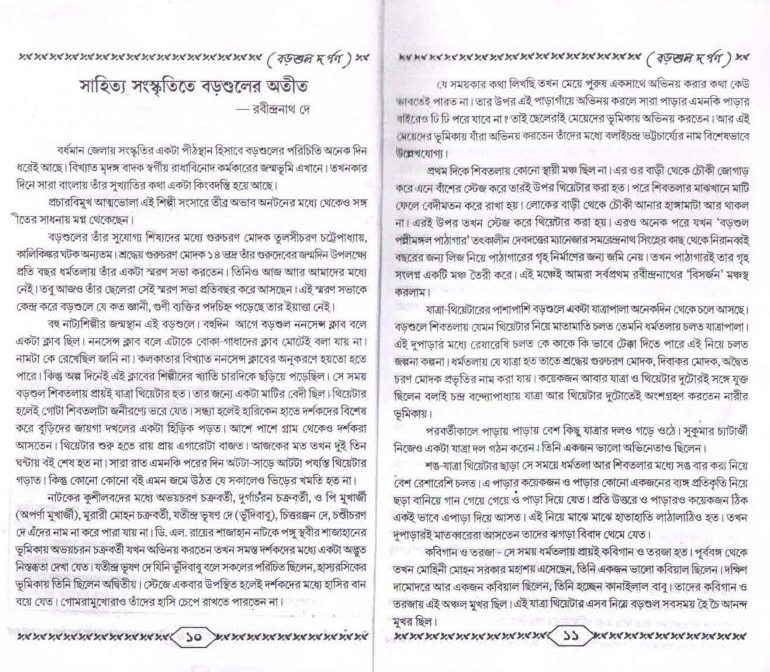 (বড়শুল দর্পণ)
সাহিত্য সংস্কৃতিতে বড়শুলের অতীত
— রবীন্দ্রনাথ দে
বর্ধমান জেলায় সংস্কৃতির একটা পীঠস্থান হিসাবে বড়শুলের পরিচিতি অনেক দিন
ধরেই আছে। বিখ্যাত মৃদঙ্গ বাদক স্বর্গীয় রাধাবিনোদ কর্মকারের জন্মভূমি এখানে। তখনকার
দিনে সারা বাংলায় তাঁর সুখ্যাতির কথা একটা কিংবদন্তি হয়ে আছে।
প্রচারবিমুখ আত্মভোলা এই শিল্পী সংসারে তীব্র অভাব অনটনের মধ্যে থেকেও সঙ্গ
ীতের সাধনায় মগ্ন থেকেছেন।
বড়শুলের তাঁর সুযোগ্য শিষ্যদের মধ্যে গুরুচরণ মোদক তুলসীচরণ চট্টোপাধ্যায়,
কালিকিঙ্কর ঘটক অন্যতম। শ্রদ্ধেয় গুরুচরণ মোদক ১৪ ভাদ্র তাঁর গুরুদেবের জন্মদিন উপলক্ষ্যে
প্রতি বছর ধর্মতলায় তাঁর একটা স্মরণ সভা করতেন। তিনিও আজ আার আমাদের মধ্যে
নেই। তবু আজও তাঁর ছেলেরা সেই স্মরণ সভা প্রতিবছর করে আসছেন। এই স্মরণ সভাকে
কেন্দ্র করে বড়শুলে যে কত জ্ঞানী, গুণী ব্যক্তির পদচিহ্ন পড়েছে তার ইয়াত্তা নেই।
বহু নাট্যশিল্পীর জন্মস্থান এই বড়শুলে। বহুদিন আগে বড়শুল ননসেন্স ক্লাব বলে
একটা ক্লাব ছিল। ননসেন্স ক্লাব বলে এটাকে বোকা-গাধাদের ক্লাব মোটেই বলা যায় না।
নামটা কে রেখেছিল জানি না। কলকাতার বিখ্যাত ননসেন্স ক্লাবের অনুকরণে হয়তো হতে
পারে। কিন্তু অল্প দিনেই এই ক্লাবের শিল্পীদের খ্যাতি চারদিকে ছড়িয়ে পড়েছিল। সে সময়
বড়শুল শিবতলায় প্রায়ই যাত্রা থিয়েটার হত। তার জন্যে একটা মাটির বেদী ছিল। থিয়েটার
হলেই গোটা শিবতলাটা জনীরণ্যে ভরে যেত। সন্ধ্যা হলেই হারিকেন হাতে দর্শকদের বিশেষ
করে বুড়িদের জায়গা দখলের একটা হিড়িক পড়ত। আশে পাশে গ্রাম থেকেও দর্শকরা
আসতেন। থিয়েটার শুরু হতে রায় প্রায় এগারোটা বাজত। আজকের মত তখন দুই তিন
ঘন্টায় বই শেষ হত না। সারা রাত এমনকি পরের দিন অটটা-সাড়ে আটটা পর্যন্ত থিয়েটার
গড়াত। কিন্তু কোনো কোনো বই এমন জমে উঠত যে সকালেও ভিড়ের খমতি হত না।
নাটকের কুশীলবদের মধ্যে অভয়চরণ চক্রবর্তী, দুর্গাচরন চক্রবর্তী, ও পি মুখার্জী
(অপর্ণা মুখার্জী), মুরারী মোহন চক্রবর্তী, যতীন্দ্র ভূষণ দে (ভুঁদিবাবু), চিত্তরঞ্জন দে, চণ্ডীচরণ
দে এঁদের নাম না করে পারা যায় না। ডি. এল. রায়ের শাজাহান নাটকে পঙ্গু স্থবীর শাজাহানের
ভূমিকায় অভয়চরন চক্রবর্তী যখন অভিনয় করতেন তখন সমস্ত দর্শকদের মধ্যে একটা অদ্ভুত
নিস্তব্ধতা দেখা যেত। যতীন্দ্র ভূষণ দে যিনি ভুঁদিবাবু বলে সকলের পরিচিত ছিলেন, হাস্যরসিকের
ভূমিকায় তিনি ছিলেন অদ্বিতীয়। স্টেজে একবার উপস্থিত হলেই দর্শকদের মধ্যে হাসির বান
বয়ে যেত। গোমরামুখোরাও তাঁদের হাসি চেপে রাখতে পারতেন না।
১০
(বড়শুল দর্পণ)
যে সময়কার কথা লিখছি তখন মেয়ে পুরুষ একসাথে অভিনয় করার কথা কেউ
ভাবতেই পারত না। তার উপর এই পাড়াগাঁয়ে অভিনয় করলে সারা পাড়ার এমনকি পাড়ার
বাইরেও ঢি ঢি পরে যাবে না? তাই ছেলেরাই মেয়েদের ভূমিকায় অভিনয় করতেন। আর এই
মেয়েদের ভূমিকায় যাঁরা অভিনয় করতেন তাঁদের মধ্যে বলাইচন্দ্র ভট্টচার্য্যের নাম বিশেষভাবে
উল্লেখযোগ্য।
প্রথম দিকে শিবতলায় কোনো স্থায়ী মঞ্চ ছিল না। এর ওর বাড়ী থেকে চৌকী জোগাড়
করে এনে বাঁশের স্টেজ করে তারই উপর থিয়েটার করা হত। পরে শিবতলার মাঝখানে মাটি
ফেলে বেদীমতন করে রাখা হয়। লোকের বাড়ী থেকে চৌকী আনার হাঙ্গামাটা আর থাকল
না। এরই উপর তখন স্টেজ করে থিয়েটার করা হয়। এরও অনেক পরে যখন 'বড়শুল
পল্লীমঙ্গল পাঠাগার' তৎকালীন দেবদত্তের ম্যানেজার সমরেন্দ্রনাথ সিংহের কাছ থেকে নিরানব্বই
বছরের জন্য লিজ নিয়ে পাঠাগারের গৃহ নির্মাণের জন্য জমি নেয়। তখন পাঠাগারই তার গৃহ
সংলগ্ন একটি মঞ্চ তৈরী করে। এই মঞ্চেই আমরা সর্বপ্রথম রবীন্দ্রনাথের 'বিসর্জন' মঞ্চস্থ
করলাম।
যাত্রা-থিয়েটারের পাশাপাশি বড়শুলে একটা যাত্রাপালা অনেকদিন থেকে চলে আসছে।
বড়শুলে শিবতলায় যেমন থিয়েটার নিয়ে মাতামাতি চলত তেমনি ধর্মতলায় চলত যাত্রাপালা।
এই দুপাড়ার মধ্যে রেষারেষি চলত কে কাকে কি ভাবে টেক্কা দিতে পারে এই নিয়ে চলত
জল্পনা কল্পনা। ধর্মতলায় যে যাত্রা হত তাতে শ্রদ্ধেয় গুরুচরণ মোদক, দিবাকর মোদক, অদ্বৈত
চরণ মোদক প্রভৃতির নাম করা যায়। কয়েকজন আবার যাত্রা ও থিয়েটার দুটোরই সঙ্গে যুক্ত
ছিলেন বলাই চন্দ্র বন্দ্যোপাধ্যায় যাত্রা আর থিয়েটার দুটোতেই অংশগ্রহণ করতেন নারীর
ভূমিকায়।
পরবর্তীকালে পাড়ায় পাড়ায় বেশ কিছু যাত্রার দলও গড়ে ওঠে। সুকুমার চ্যাটার্জী
নিজেও একটা যাত্রা দল গঠন করেন। তিনি একজন ভালো অভিনেতাও ছিলেন।
শঙ-যাত্রা থিয়েটার ছাড়া সে সময়ে ধর্মতলা আর শিবতলার মধ্যে সঙ বার করা নিয়ে
বেশ রেশারেশি চলত। এ পাড়ার কয়েকজন ও পাড়ার কোনো একজনের ব্যঙ্গ প্রতিকৃতি নিয়ে
ছড়া বানিয়ে গান গেয়ে গেয়ে ও পাড়া দিয়ে যেত। প্রতি উত্তরে ও পাড়ারও কয়েকজন ঠিক
একই ভাবে এপাড়া দিয়ে আসত। এই নিয়ে মাঝে মাঝে হাতাহাতি লাঠালাঠিও হত। তখন
দুপাড়ারই মাতব্বরেরা আসতেন তাদের ঝগড়া বিবাদ থেমে যেত।
কবিগান ও তরজা - সে সময় ধর্মতলায় প্রায়ই কবিগান ও তরজা হত। পূর্ববঙ্গ থেকে
তখন মোহিনী মোহন সরকার মহাশয় এসেছেন, তিনি একজন ভালো কবিয়াল ছিলেন। দক্ষিণ
দামোদরে আর একজন কবিয়াল ছিলেন, তিনি হচ্ছেন কানাইলাল বাবু। তাদের কবিগান ও
তরজায় এই অঞ্চল মুখর ছিল। এই যাত্রা থিয়েটার এসব নিয়ে বড়শুল সবসময় হৈ চৈ আনন্দ
মুখর ছিল।
১১